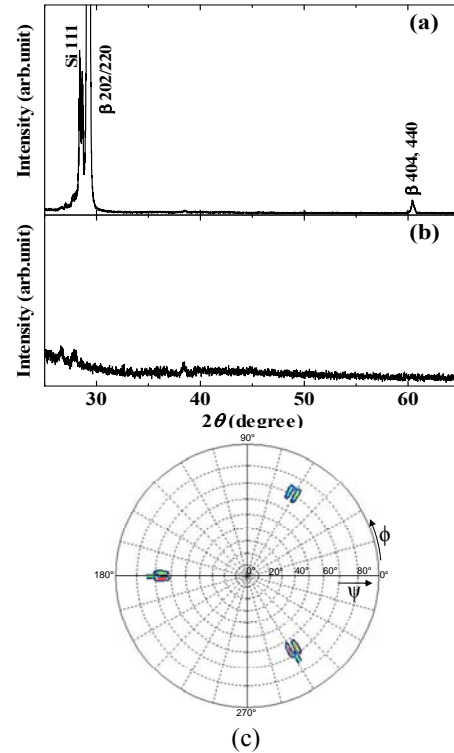 (a)
Intensity (arb.unit)
Si 111
β 202/220
β 404, 440
(b)
Intensity (arb.unit)
30 40 50 60
2θ (degree)
90°
ϕ
180°
0° 20° 40° 60° 80° 0°
ψ
270°
(c)